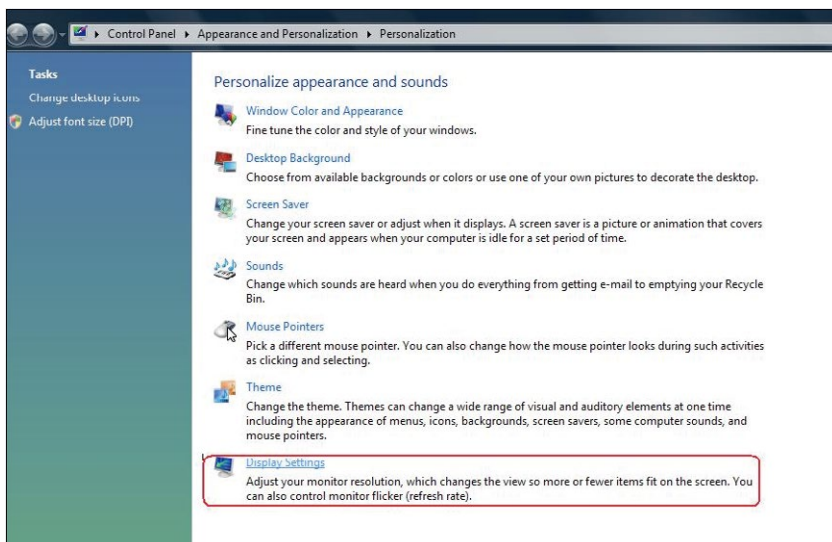 Control Panel ▸ Appearance and Personalization ▸ Personalization
Tasks
Change desktop icons
Adjust font size (DPI)
Personalize appearance and sounds
Window Color and Appearance
Fine tune the color and style of your windows.
Desktop Background
Choose from available backgrounds or colors or use one of your own pictures to decorate the desktop.
Screen Saver
Change your screen saver or adjust when it displays. A screen saver is a picture or animation that covers
your screen and appears when your computer is idle for a set period of time.
Sounds
Change which sounds are heard when you do everything from getting e-mail to emptying your Recycle
Bin.
Mouse Pointers
Pick a different mouse pointer. You can also change how the mouse pointer looks during such activities
as clicking and selecting.
Theme
Change the theme. Themes can change a wide range of visual and auditory elements at one time
including the appearance of menus, icons, backgrounds, screen savers, some computer sounds, and
mouse pointers.
Display Settings
Adjust your monitor resolution, which changes the view so more or fewer items fit on the screen. You
can also control monitor flicker (refresh rate).